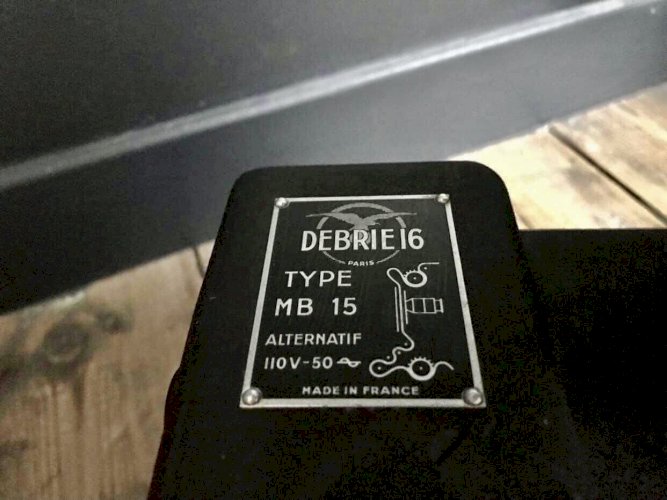 DEBRIE 16
PARIS
TYPE
MB 15
ALTERNATIF
110V-50~
MADE IN FRANCE